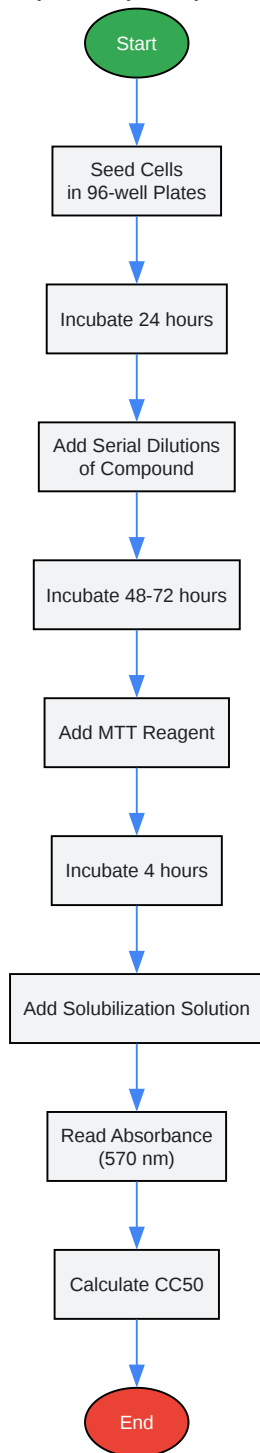 Start
Seed Cells
in 96-well Plates
Incubate 24 hours
Add Serial Dilutions
of Compound
Incubate 48-72 hours
Add MTT Reagent
Incubate 4 hours
Add Solubilization Solution
Read Absorbance
(570 nm)
Calculate CC50
End